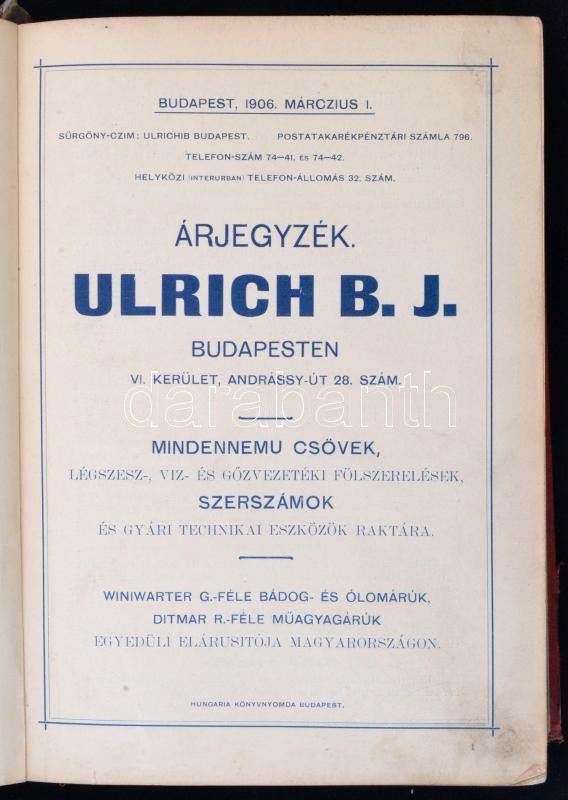 BUDAPEST, 1906. MÁRCZIUS 1.
SÜRGÖNY-CZIM: ULRICHIB BUDAPEST. POSTATAKARÉKPÉNZTÁRI SZÁMLA 796.
TELEFON-SZÁM 74—41. ÉS 74—42.
HELYKÖZI (INTERURBAN) TELEFON-ÁLLOMÁS 32. SZÁM.
ÁRJEGYZÉK.
ULRICH B. J.
BUDAPESTEN
VI. KERÜLET, ANDRÁSSY-ÚT 28. SZÁM.
darabanth
MINDENNEMU CSÖVEK,
LÉGSZESZ-, VIZ- ÉS GŐZVEZETÉKI FÖLSZERELÉSEK,
SZERSZÁMOK
ÉS GYÁRI TECHNIKAI ESZKÖZÖK RAKTÁRA.
WINIWARTER G.-FÉLE BÁDOG- ÉS ÓLOMÁRÚK,
DITMAR R.-FÉLE MŰAGYAGÁRÚK
EGYEDÜLI ELÁRUSITÓJA MAGYARORSZÁGON.
HUNGARIA KÖNYVNYOMDA BUDAPEST.
1